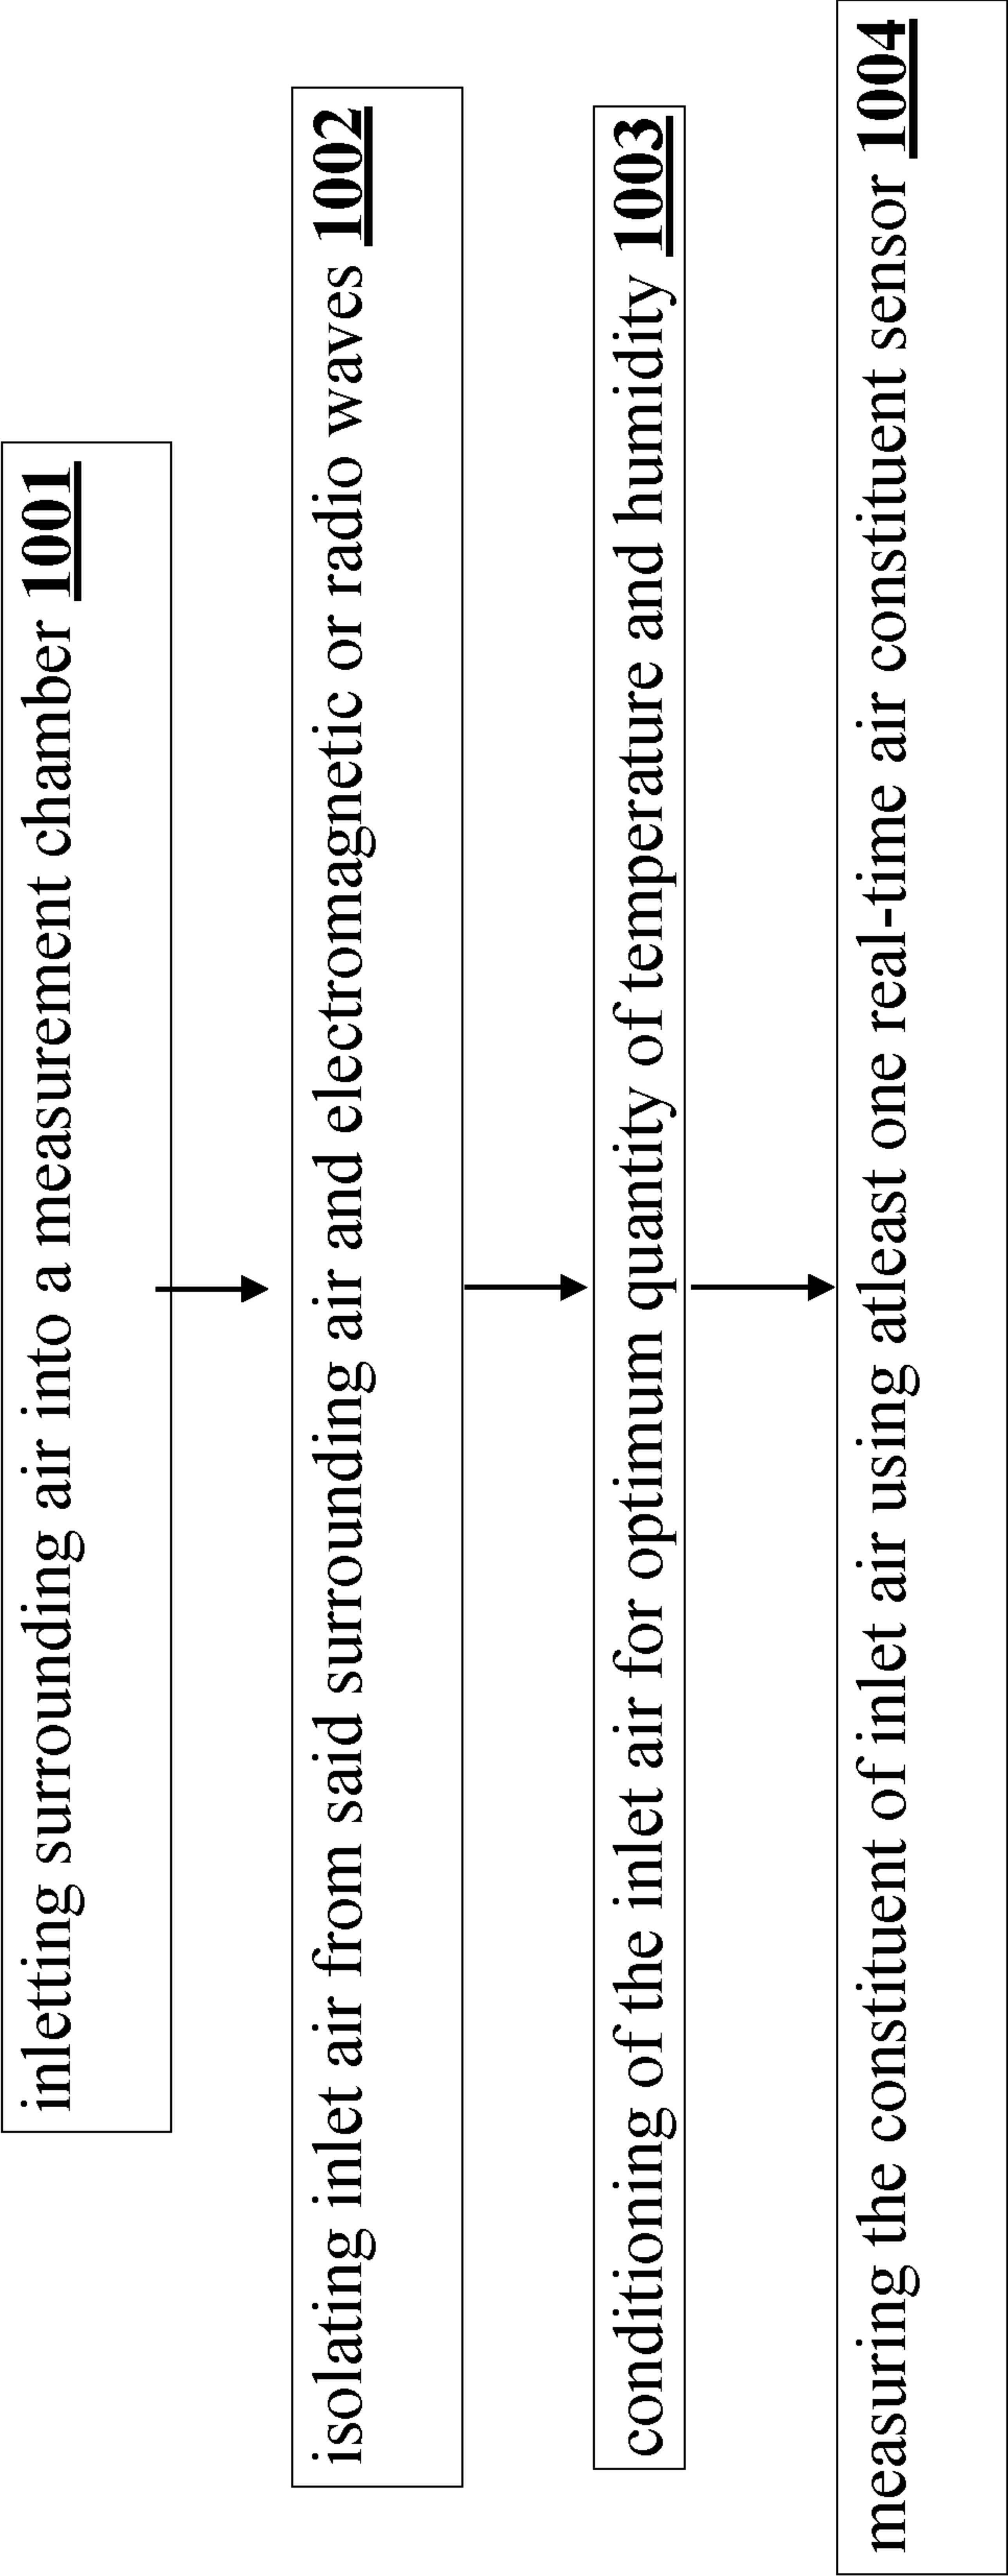 inletting surrounding air into a measurement chamber 1001
isolating inlet air from said surrounding air and electromagnetic or radio waves 1002
conditioning of the inlet air for optimum quantity of temperature and humidity 1003
measuring the constituent of inlet air using atleast one real-time air constituent sensor 1004